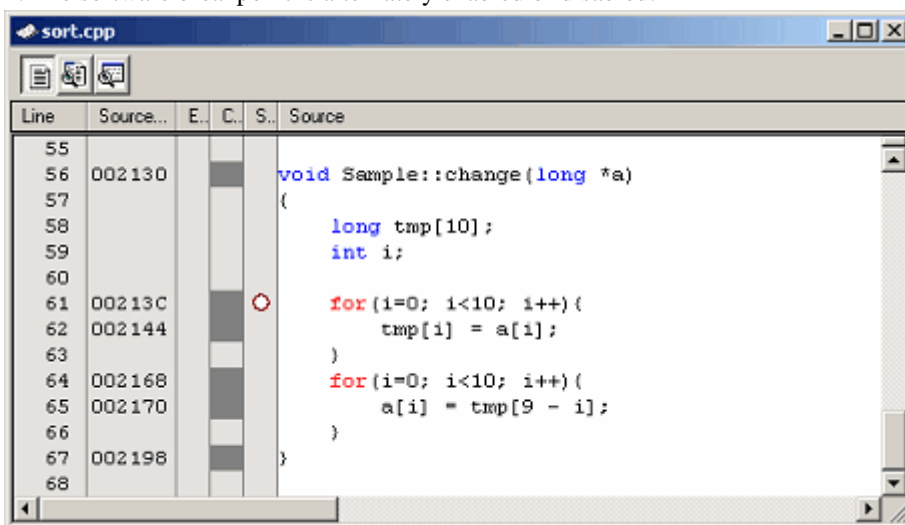 sort.cpp
Line Source... E.. C.. S.. Source
55
56 002130 void Sample::change(long *a)
57 {
58 long tmp[10];
59 int i;
60
61 00213C for(i=0; i<10; i++){
62 002144 tmp[i] = a[i];
63 }
64 002168 for(i=0; i<10; i++){
65 002170 a[i] = tmp[9 - i];
66 }
67 002198 }
68